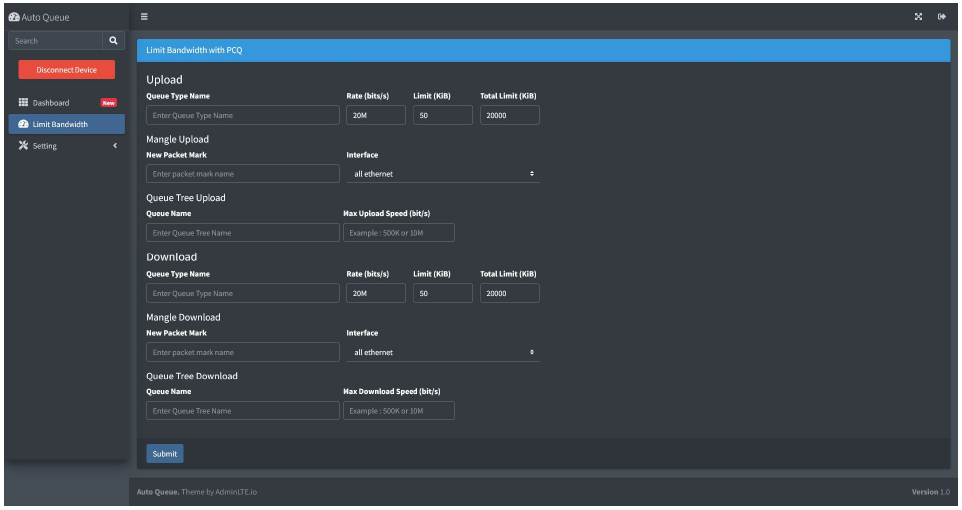 Auto Queue
Search
Disconnect Device
Dashboard New
Limit Bandwidth
Setting
Limit Bandwidth with PCQ
Upload
Queue Type Name Rate (bits/s) Limit (KiB) Total Limit (KiB)
Enter Queue Type Name 20M 50 20000
Mangle Upload
New Packet Mark Interface
Enter packet mark name all ethernet
Queue Tree Upload
Queue Name Max Upload Speed (bit/s)
Enter Queue Tree Name Example : 500K or 10M
Download
Queue Type Name Rate (bits/s) Limit (KiB) Total Limit (KiB)
Enter Queue Type Name 20M 50 20000
Mangle Download
New Packet Mark Interface
Enter packet mark name all ethernet
Queue Tree Download
Queue Name Max Download Speed (bit/s)
Enter Queue Tree Name Example : 500K or 10M
Submit
Auto Queue. Theme by AdminLTE.io Version 1.0